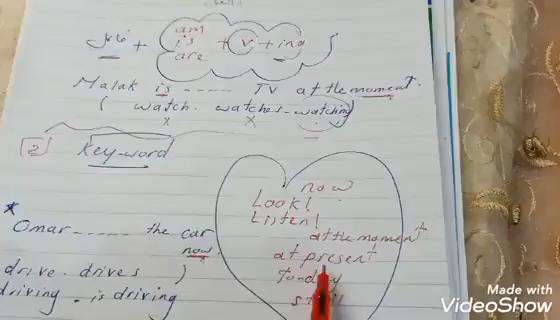 فاعل + am is are + v + ing
Malak is ---- TV at the moment.
( watch. watches - watching )
x x
2 Key-word
now
Look!
Listen!
at the moment
at present
Today
* Omar ----- the car now.
drive. drives )
driving. is driving
Made with
VideoShow